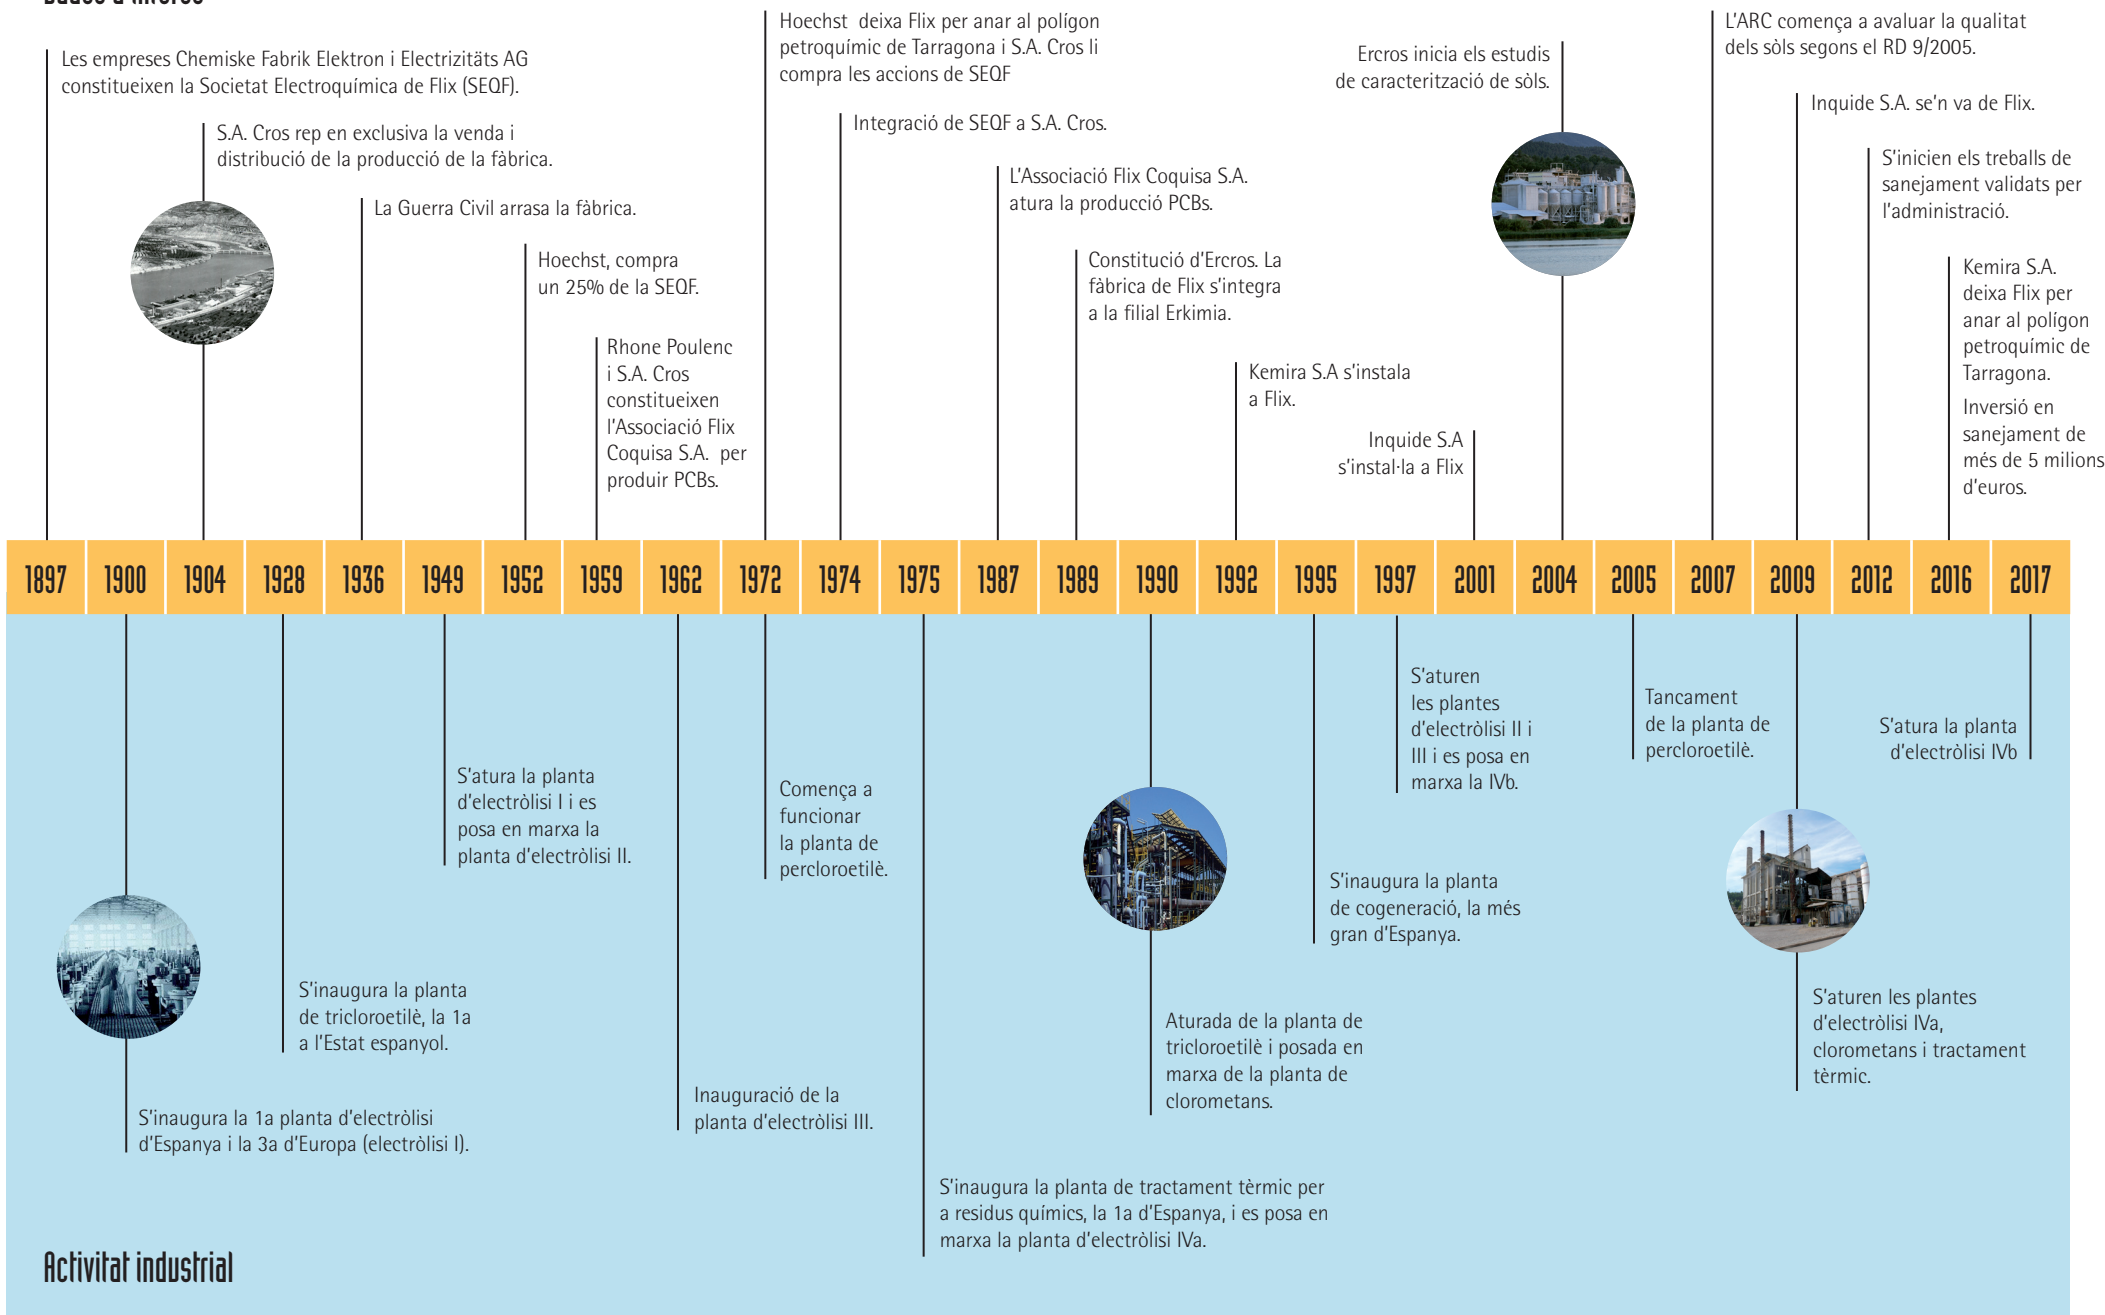 Les empreses Chemiske Fabrik Elektron i Electrizitäts AG
constitueixen la Societat Electroquímica de Flix (SEQF).
S.A. Cros rep en exclusiva la venda i
distribució de la producció de la fàbrica.
La Guerra Civil arrasa la fàbrica.
Hoechst, compra
un 25% de la SEQF.
Rhone Poulenc
i S.A. Cros
constitueixen
l'Associació Flix
Coquisa S.A. per
produir PCBs.
Hoechst deixa Flix per anar al polígon
petroquímic de Tarragona i S.A. Cros li
compra les accions de SEQF
Integració de SEQF a S.A. Cros.
L'Associació Flix Coquisa S.A.
atura la producció PCBs.
Constitució d'Ercros. La
fàbrica de Flix s'integra
a la filial Erkimia.
Kemira S.A s'instala
a Flix.
Inquide S.A
s'instal·la a Flix
Ercros inicia els estudis
de caracterització de sòls.
L'ARC comença a avaluar la qualitat
dels sòls segons el RD 9/2005.
Inquide S.A. se'n va de Flix.
S'inicien els treballs de
sanejament validats per
l'administració.
Kemira S.A.
deixa Flix per
anar al polígon
petroquímic de
Tarragona.
Inversió en
sanejament de
més de 5 milions
d'euros.
1897 1900 1904 1928 1936 1949 1952 1959 1962 1972 1974 1975 1987 1989 1990 1992 1995 1997 2001 2004 2005 2007 2009 2012 2016 2017
S'inaugura la 1a planta d'electròlisi
d'Espanya i la 3a d'Europa (electròlisi I).
S'inaugura la planta
de tricloroetilè, la 1a
a l'Estat espanyol.
S'atura la planta
d'electròlisi I i es
posa en marxa la
planta d'electròlisi II.
Inauguració de la
planta d'electròlisi III.
Comença a
funcionar
la planta de
percloroetilè.
S'inaugura la planta de tractament tèrmic per
a residus químics, la 1a d'Espanya, i es posa en
marxa la planta d'electròlisi IVa.
Aturada de la planta de
tricloroetilè i posada en
marxa de la planta de
clorometans.
S'inaugura la planta
de cogeneració, la més
gran d'Espanya.
S'aturen
les plantes
d'electròlisi II i
III i es posa en
marxa la IVb.
Tancament
de la planta de
percloroetilè.
S'aturen les plantes
d'electròlisi IVa,
clorometans i tractament
tèrmic.
S'atura la planta
d'electròlisi IVb
Activitat industrial